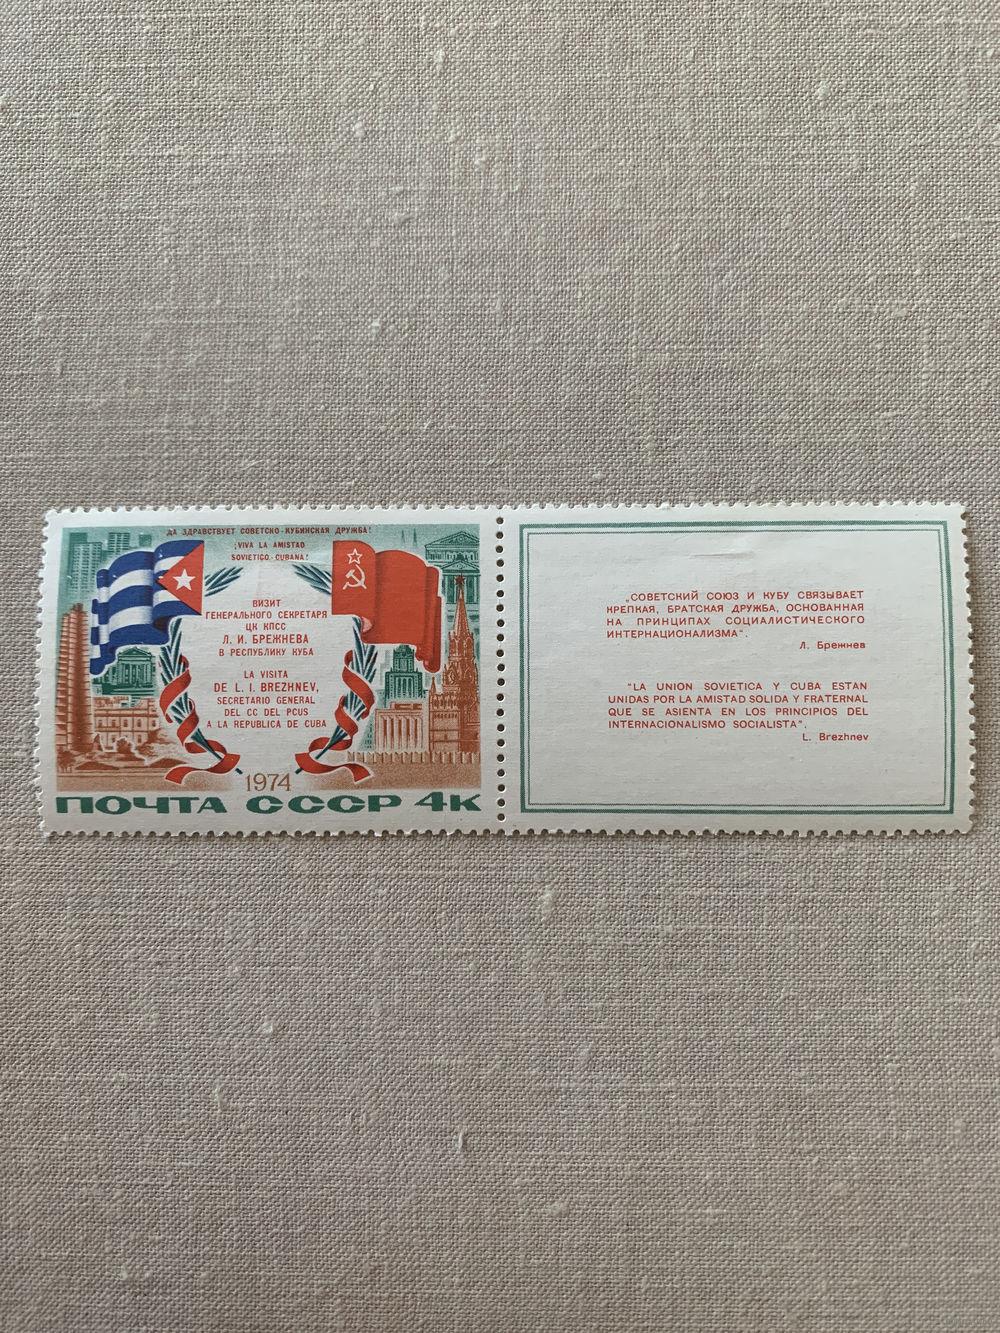 ДА ЗДРАВСТВУЕТ СОВЕТСКО-КУБИНСКАЯ ДРУЖБА!
¡VIVA LA AMISTAD
SOVIETICO-CUBANA!
ВИЗИТ
ГЕНЕРАЛЬНОГО СЕКРЕТАРЯ
ЦК КПСС
Л. И. БРЕЖНЕВА
В РЕСПУБЛИКУ КУБА
LA VISITA
DE L. I. BREZHNEV,
SECRETARIO GENERAL
DEL CC DEL PCUS
A LA REPUBLICA DE CUBA
1974
ПОЧТА СССР 4К
„СОВЕТСКИЙ СОЮЗ И КУБУ СВЯЗЫВАЕТ
КРЕПКАЯ, БРАТСКАЯ ДРУЖБА, ОСНОВАННАЯ
НА ПРИНЦИПАХ СОЦИАЛИСТИЧЕСКОГО
ИНТЕРНАЦИОНАЛИЗМА".
Л. Брежнев
"LA UNION SOVIETICA Y CUBA ESTAN
UNIDAS POR LA AMISTAD SOLIDA Y FRATERNAL
QUE SE ASIENTA EN LOS PRINCIPIOS DEL
INTERNACIONALISMO SOCIALISTA".
L. Brezhnev